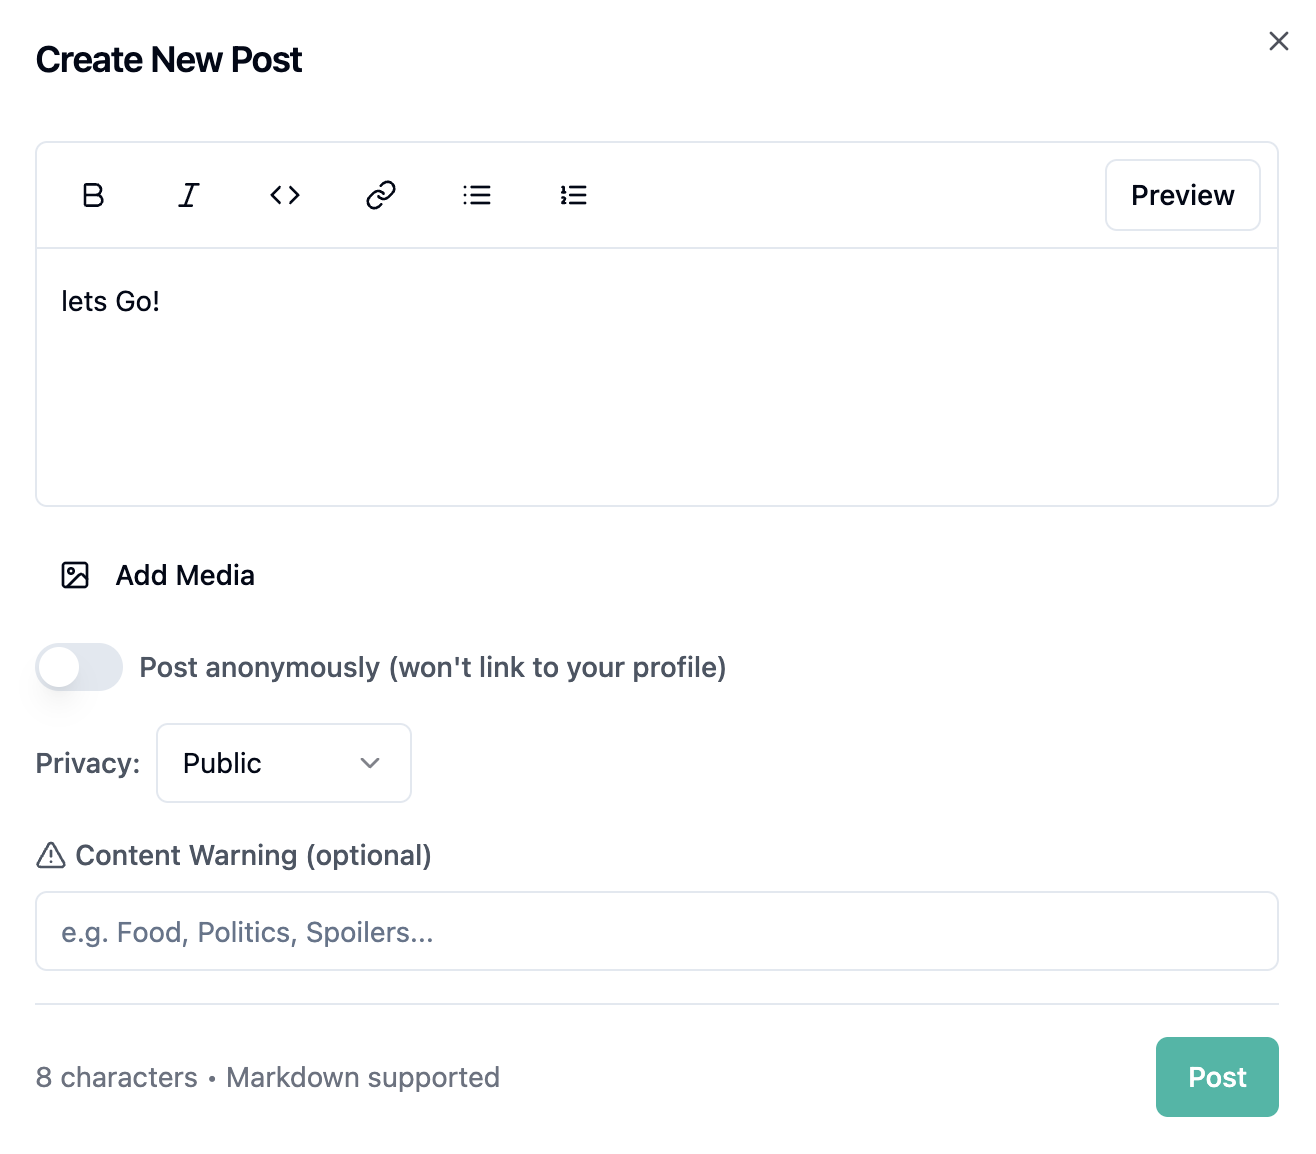 Create New Post
Preview
lets Go!
Add Media
Post anonymously (won't link to your profile)
Privacy: Public
Content Warning (optional)
e.g. Food, Politics, Spoilers...
8 characters • Markdown supported
Post